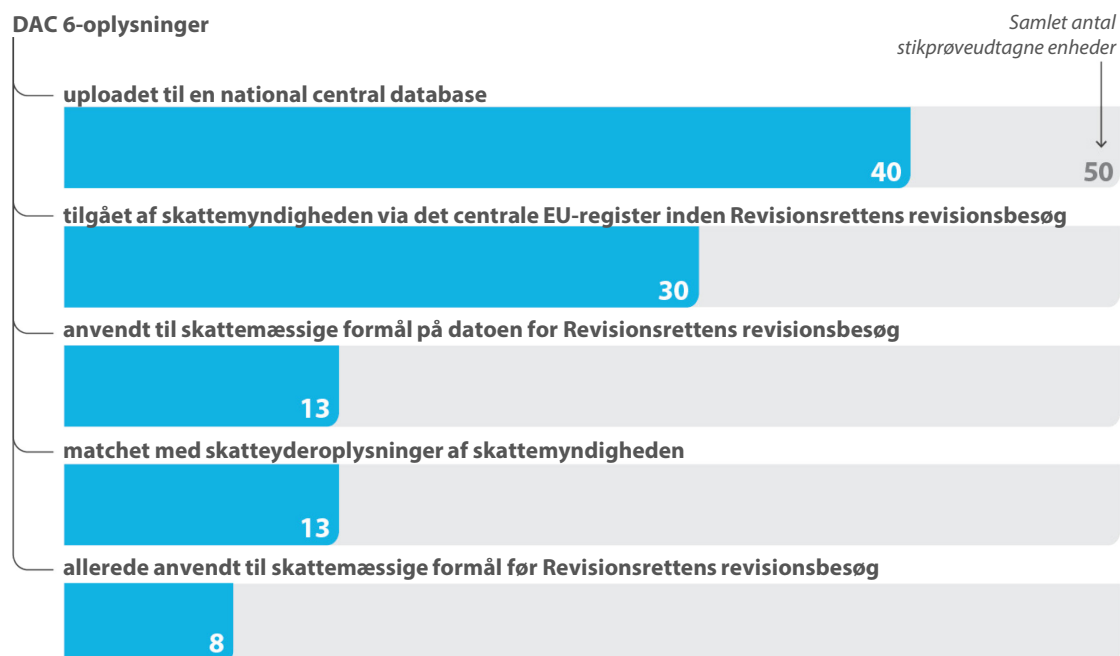 DAC 6-oplysninger
Samlet antal
stikprøveudtagne enheder
uploadet til en national central database
40
50
tilgået af skattemyndigheden via det centrale EU-register inden Revisionsrettens revisionsbesøg
30
anvendt til skattemæssige formål på datoen for Revisionsrettens revisionsbesøg
13
matchet med skatteyderoplysninger af skattemyndigheden
13
allerede anvendt til skattemæssige formål før Revisionsrettens revisionsbesøg
8